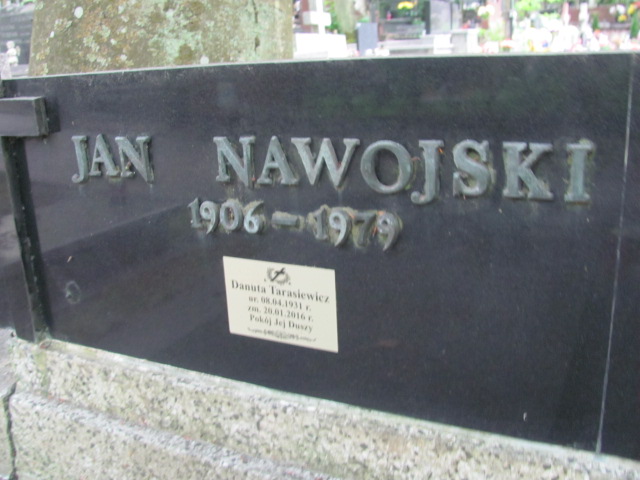 JAN NAWOJSKI
1906-1979
Danuta Tarasiewicz
ur. 08.04.1931 r.
zm. 20.01.2016 r.
Pokój Jej Duszy